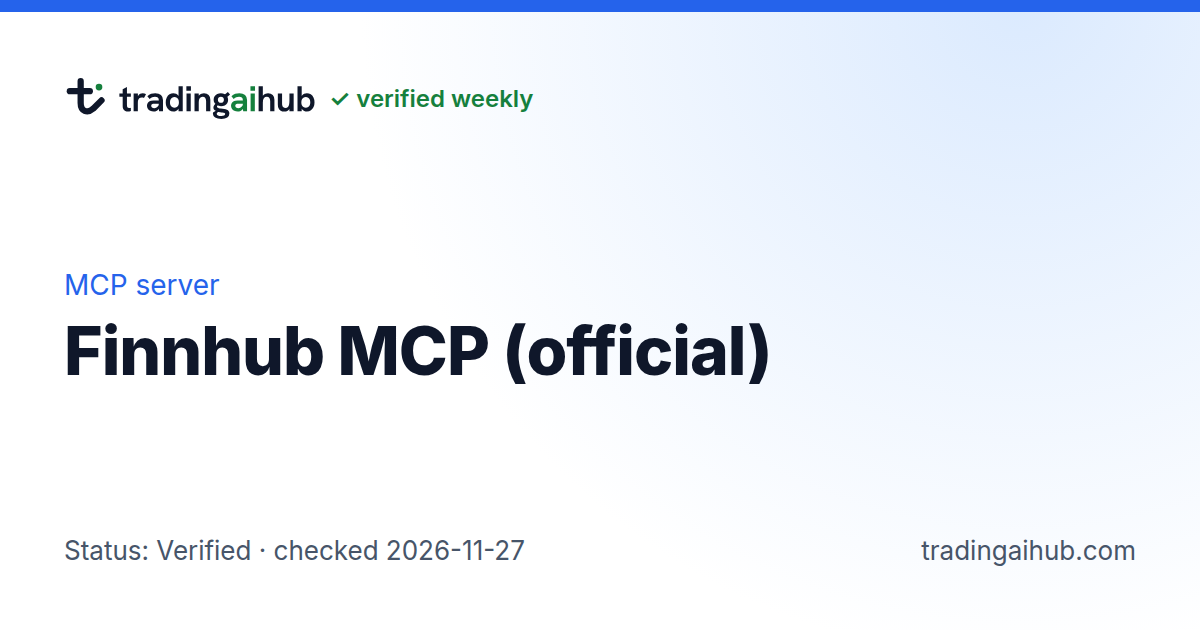 tradingaihub ✓ verified weekly
MCP server
Finnhub MCP (official)
Status: Verified · checked 2026-11-27
tradingaihub.com